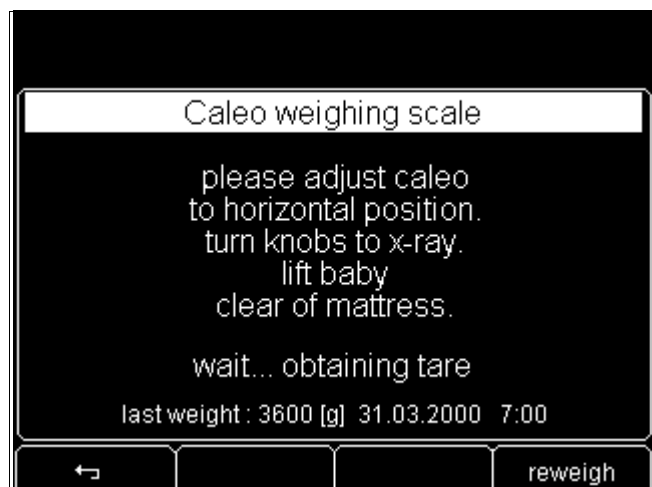 Caleo weighing scale
please adjust caleo
to horizontal position.
turn knobs to x-ray.
lift baby
clear of mattress.
wait... obtaining tare
last weight : 3600 [g] 31.03.2000 7:00
reweigh